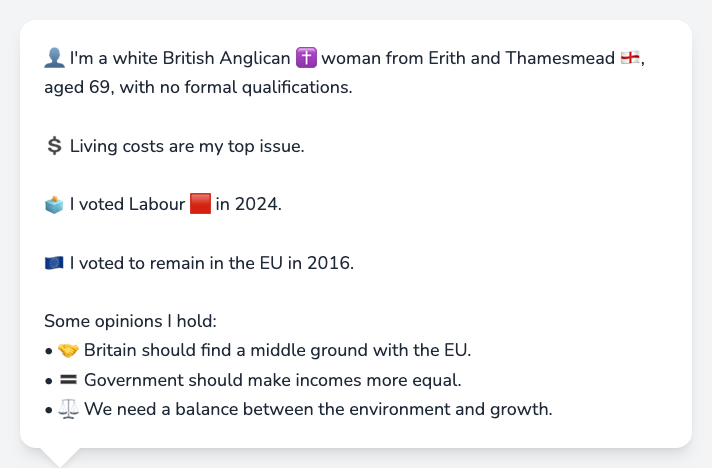 👤 I'm a white British Anglican ✝️ woman from Erith and Thamesmead 🏴󠁧󠁢󠁥󠁮󠁧󠁿,
aged 69, with no formal qualifications.
💲 Living costs are my top issue.
🗳️ I voted Labour 🟥 in 2024.
🇪🇺 I voted to remain in the EU in 2016.
Some opinions I hold:
• 🤝 Britain should find a middle ground with the EU.
• 🟰 Government should make incomes more equal.
• ⚖️ We need a balance between the environment and growth.